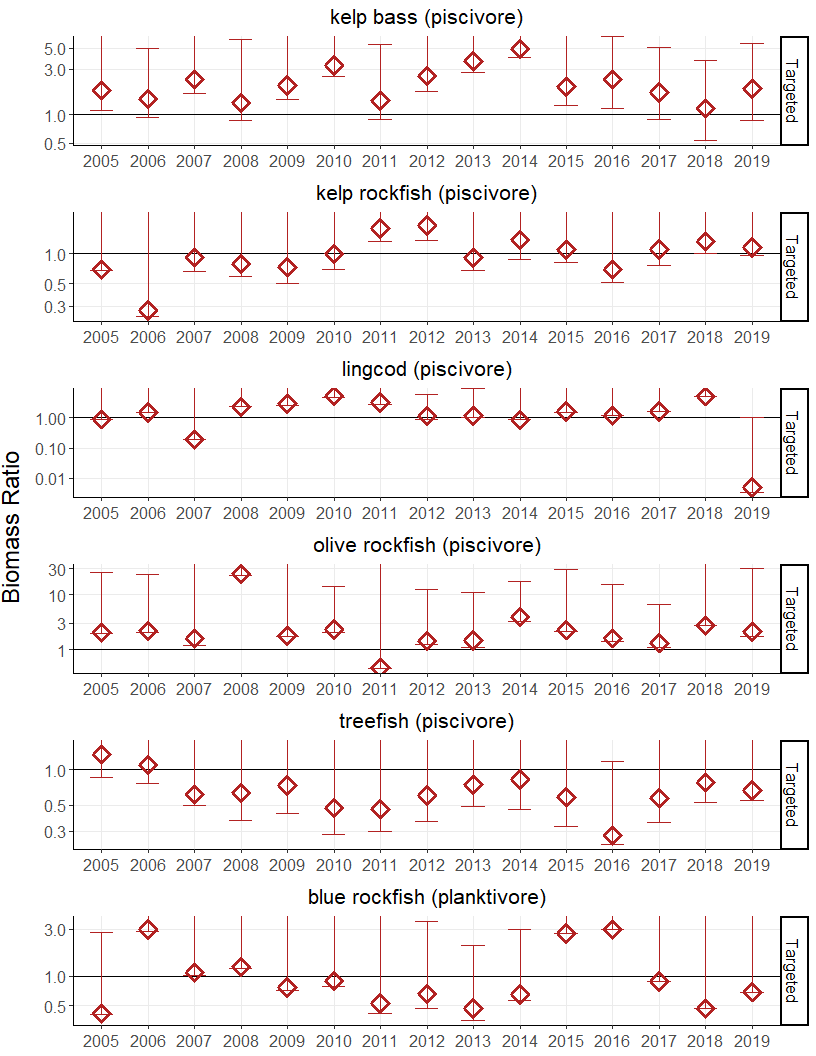 kelp bass (piscivore)
5.0
3.0
1.0
0.5
Targeted
2005 2006 2007 2008 2009 2010 2011 2012 2013 2014 2015 2016 2017 2018 2019
kelp rockfish (piscivore)
1.0
0.5
0.3
Targeted
2005 2006 2007 2008 2009 2010 2011 2012 2013 2014 2015 2016 2017 2018 2019
lingcod (piscivore)
1.00
0.10
0.01
Targeted
2005 2006 2007 2008 2009 2010 2011 2012 2013 2014 2015 2016 2017 2018 2019
Biomass Ratio
olive rockfish (piscivore)
30
10
3
1
Targeted
2005 2006 2007 2008 2009 2010 2011 2012 2013 2014 2015 2016 2017 2018 2019
treefish (piscivore)
1.0
0.5
0.3
Targeted
2005 2006 2007 2008 2009 2010 2011 2012 2013 2014 2015 2016 2017 2018 2019
blue rockfish (planktivore)
3.0
1.0
0.5
Targeted
2005 2006 2007 2008 2009 2010 2011 2012 2013 2014 2015 2016 2017 2018 2019